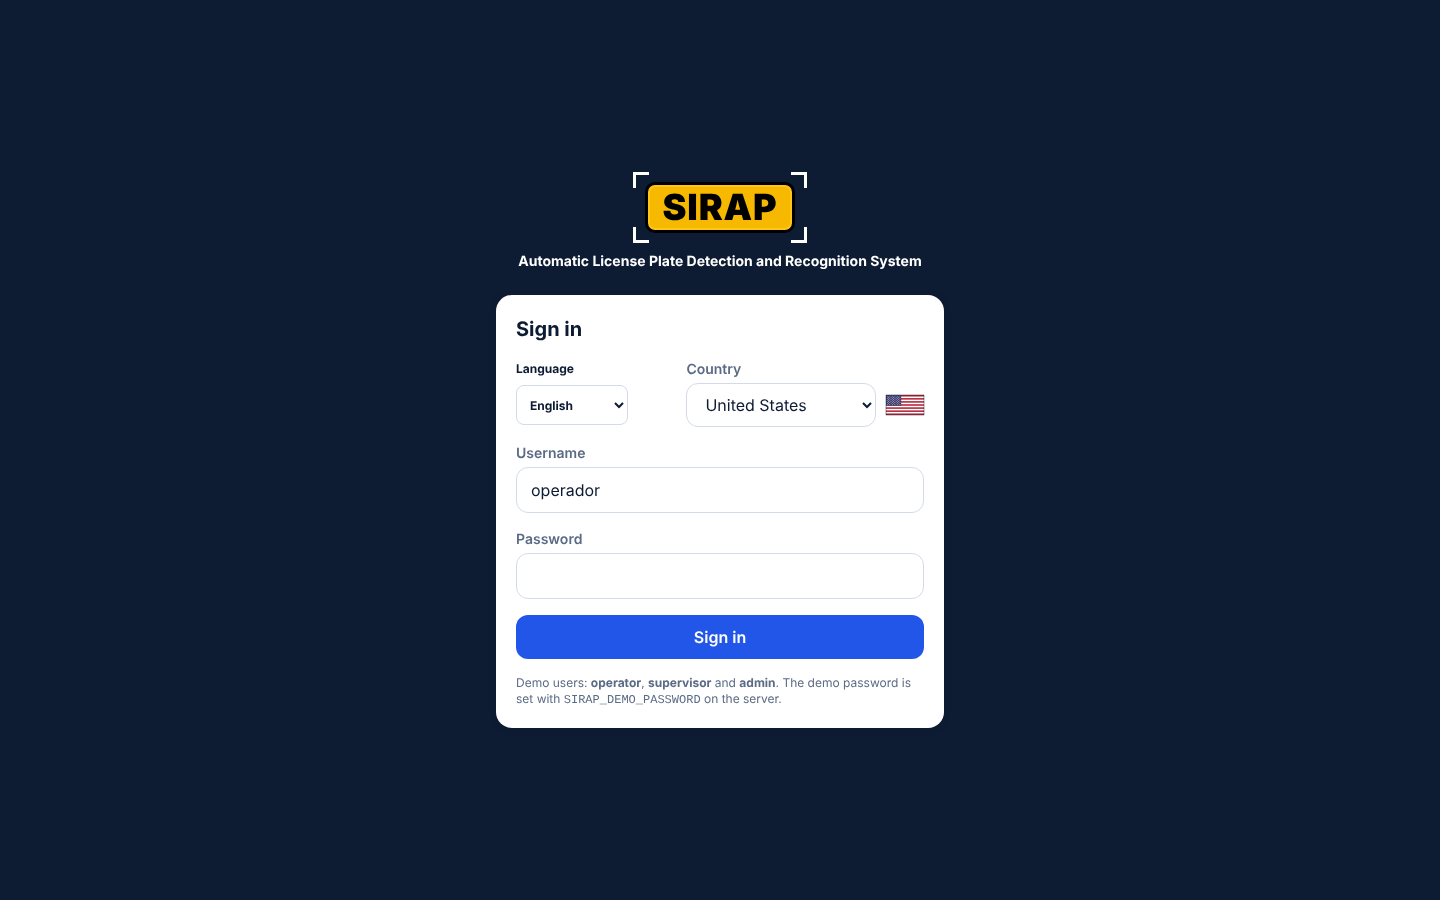 SIRAP
Automatic License Plate Detection and Recognition System
Sign in
Language
Country
English
United States
Username
operador
Password
Sign in
Demo users: operator, supervisor and admin. The demo password is
set with SIRAP_DEMO_PASSWORD on the server.